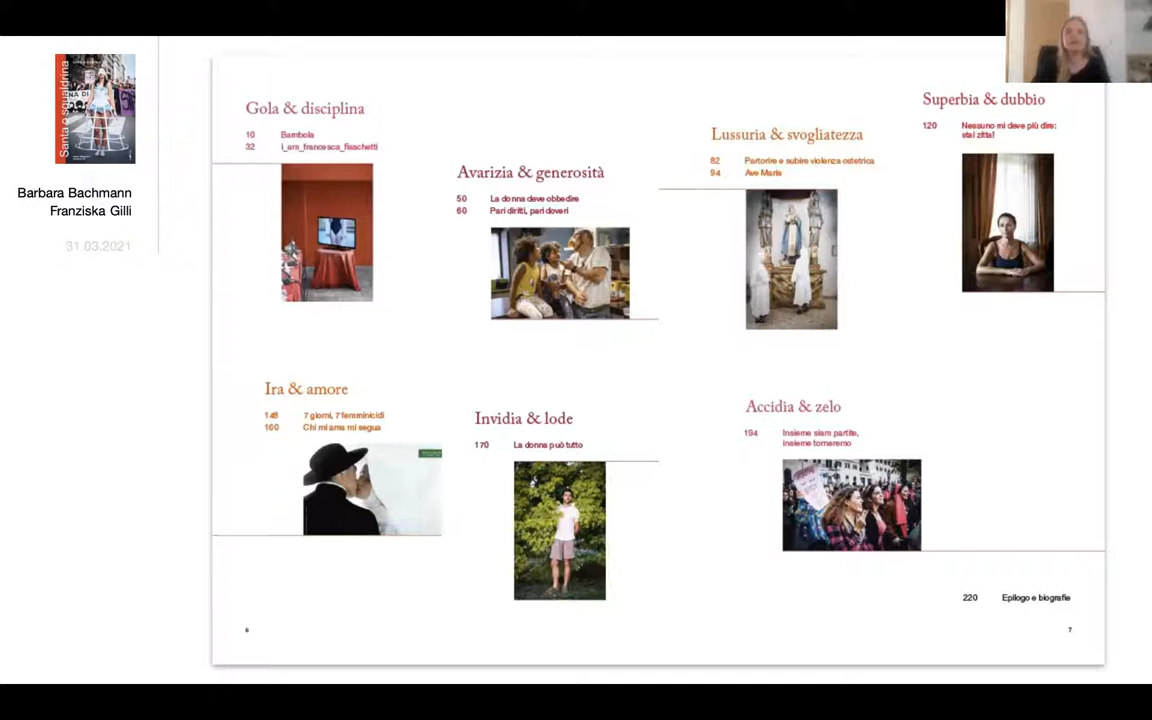 Santa o sgualdrina
Barbara Bachmann
Franziska Gilli
31.03.2021
Gola & disciplina
10 Bambola
32 i_am_francesca_fisschetti
Avarizia & generosità
50 La donna deve obbedire
60 Pari diritti, pari doveri
Lussuria & svogliatezza
82 Partorire e subire violenza ostetrica
94 Ave Maria
Superbia & dubbio
120 Nessuno mi deve più dire:
stai zitta!
Ira & amore
148 7 giorni, 7 femminicidi
160 Chi mi ama mi segua
Invidia & lode
170 La donna può tutto
Accidia & zelo
194 Insieme siam partite,
insieme torneremo
220 Epilogo e biografie
6
7